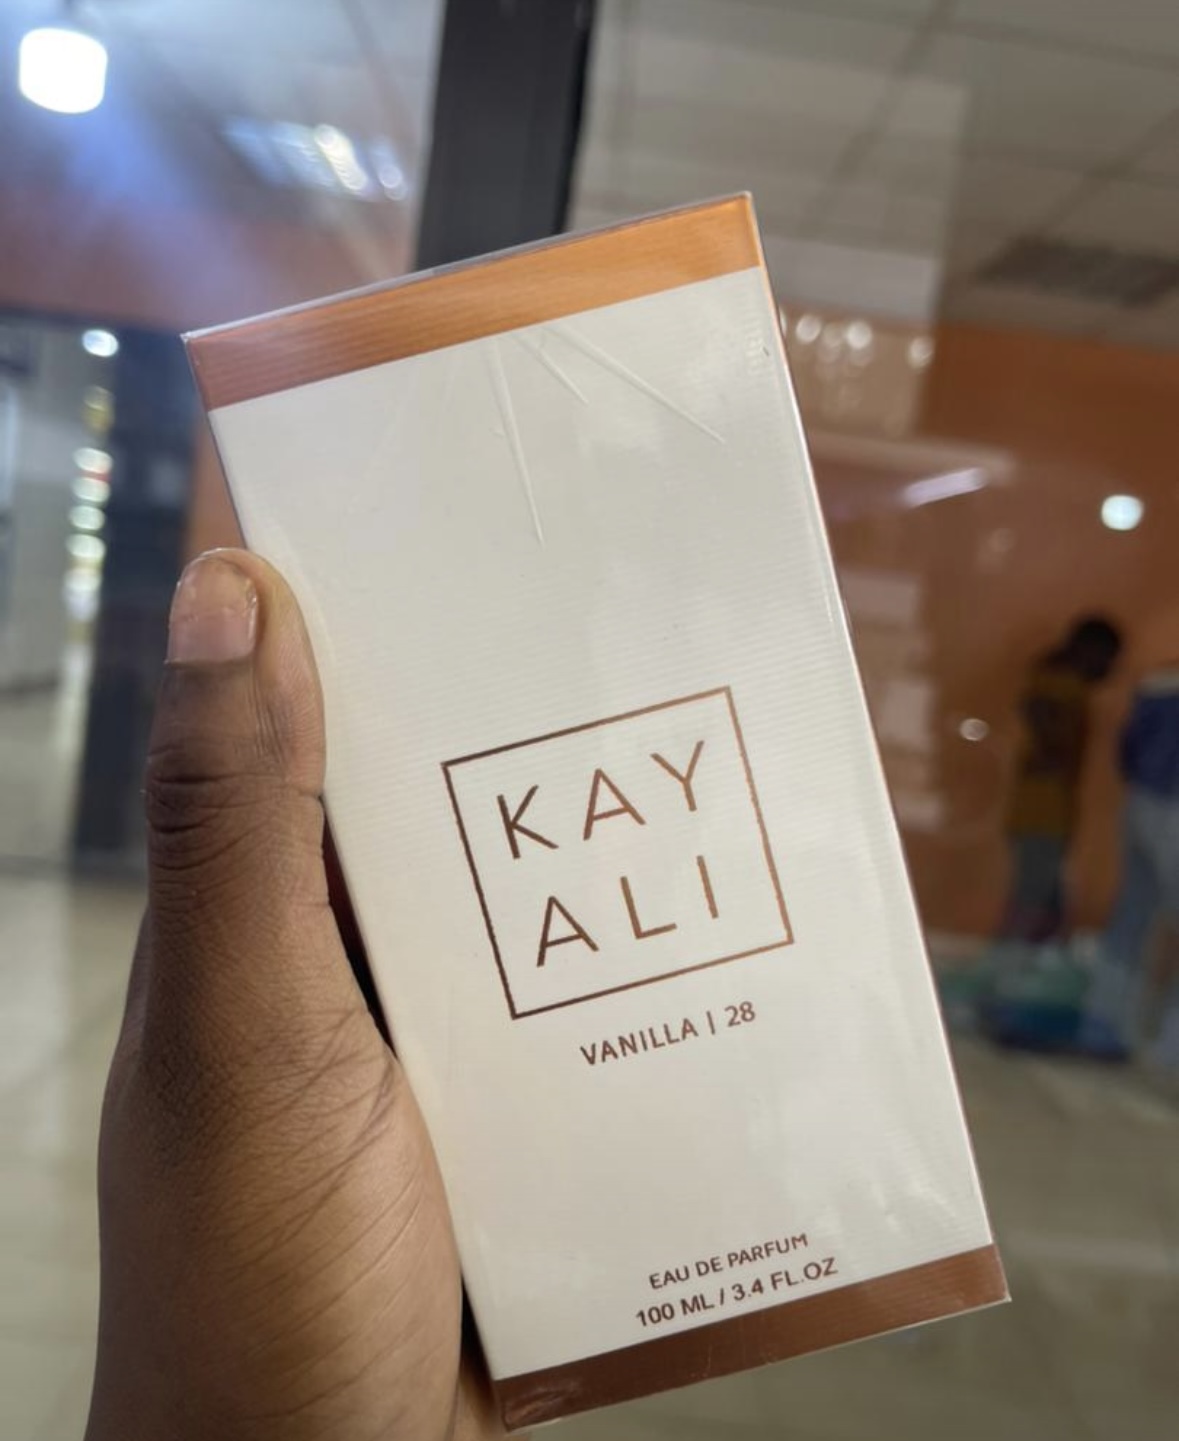 KAY
ALI
VANILLA | 28
EAU DE PARFUM
100 ML / 3.4 FL.OZ